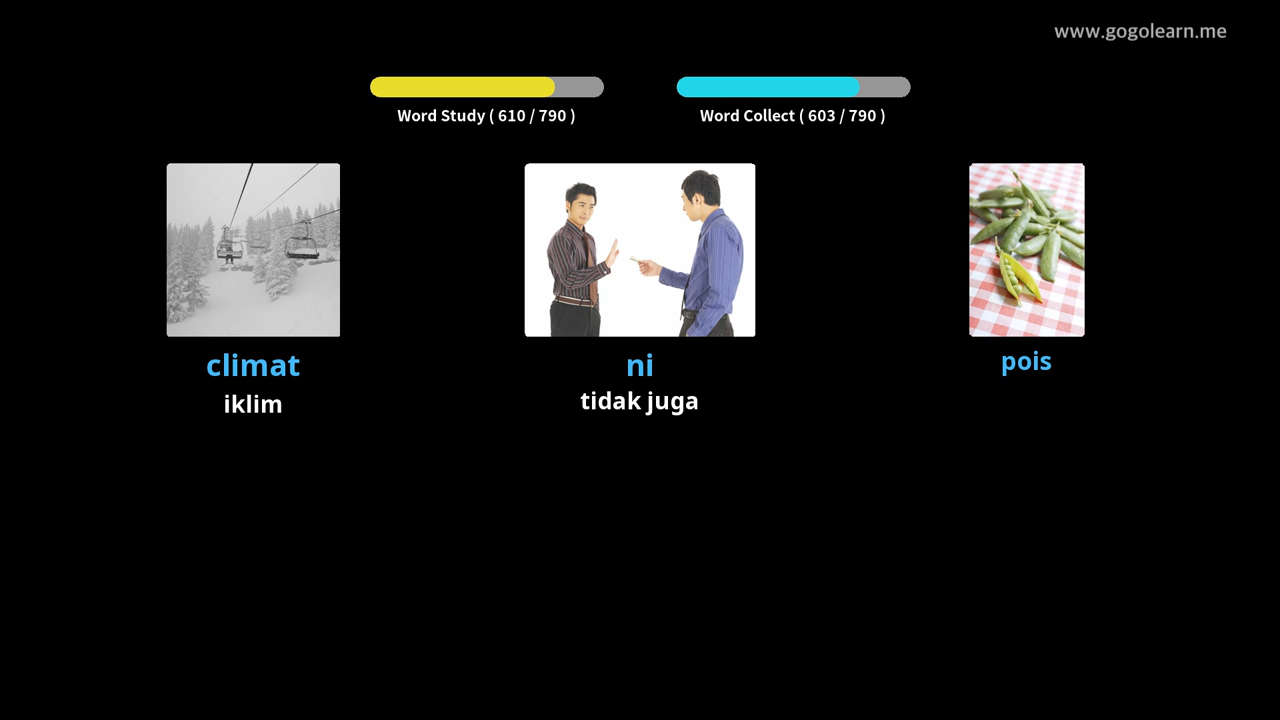 www.gogolearn.me
Word Study ( 610 / 790 )
Word Collect ( 603 / 790 )
climat
iklim
ni
tidak juga
pois